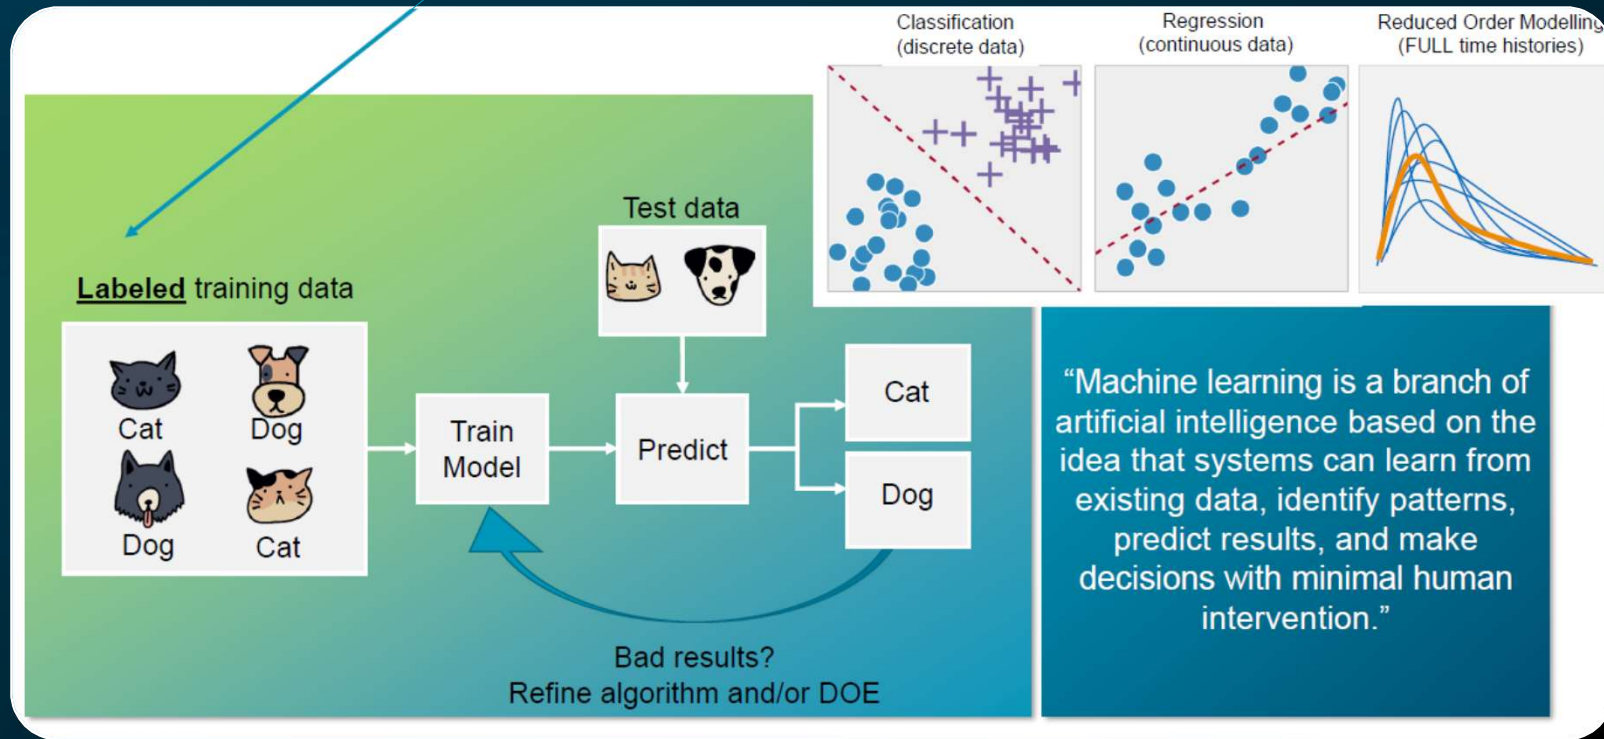 Classification
(discrete data)
Regression
(continuous data)
Reduced Order Modelling
(FULL time histories)
Labeled training data
Cat
Dog
Dog
Cat
Train
Model
Test data
Predict
Cat
Dog
Bad results?
Refine algorithm and/or DOE
“Machine learning is a branch of
artificial intelligence based on the
idea that systems can learn from
existing data, identify patterns,
predict results, and make
decisions with minimal human
intervention.”